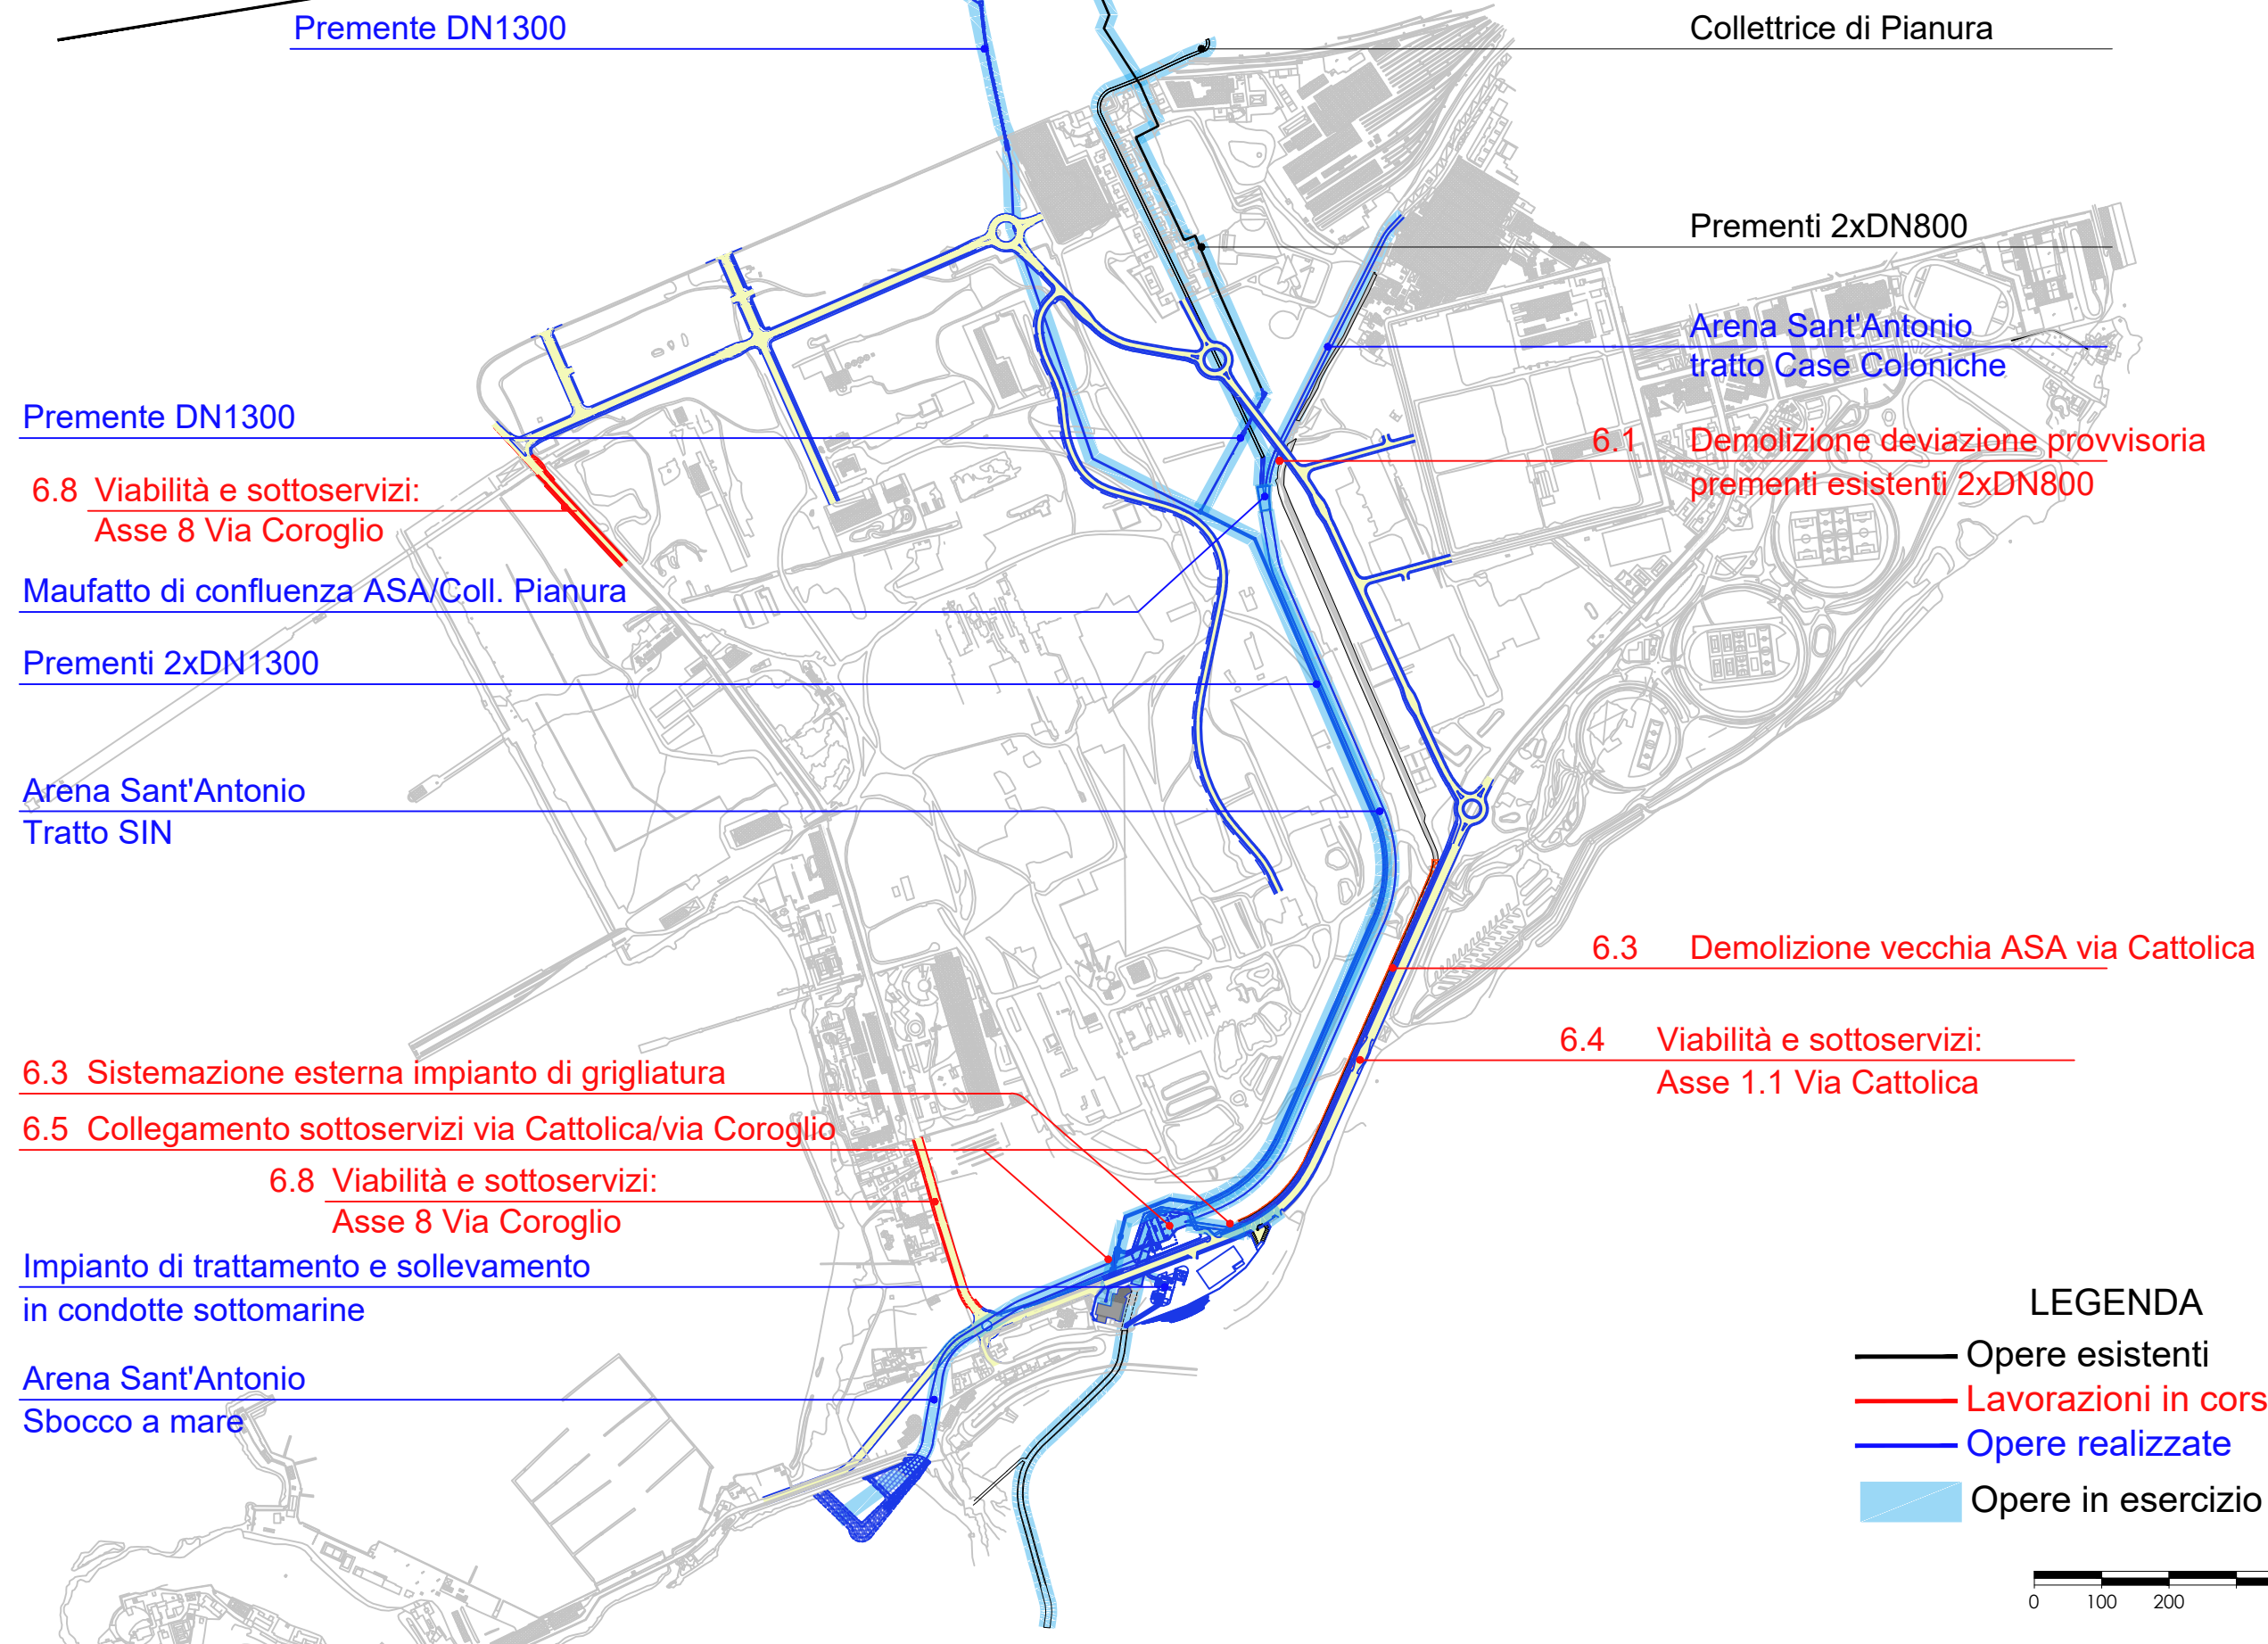 Premente DN1300
Collettrice di Pianura
Prementi 2xDN800
Arena Sant'Antonio
tratto Case Coloniche
Premente DN1300
6.1 Demolizione deviazione provvisoria
prementi esistenti 2xDN800
6.8 Viabilità e sottoservizi:
Asse 8 Via Coroglio
Maufatto di confluenza ASA/Coll. Pianura
Prementi 2xDN1300
Arena Sant'Antonio
Tratto SIN
6.3 Demolizione vecchia ASA via Cattolica
6.4 Viabilità e sottoservizi:
Asse 1.1 Via Cattolica
6.3 Sistemazione esterna impianto di grigliatura
6.5 Collegamento sottoservizi via Cattolica/via Coroglio
6.8 Viabilità e sottoservizi:
Asse 8 Via Coroglio
Impianto di trattamento e sollevamento
in condotte sottomarine
Arena Sant'Antonio
Sbocco a mare
LEGENDA
Opere esistenti
Lavorazioni in cors
Opere realizzate
Opere in esercizio
0 100 200